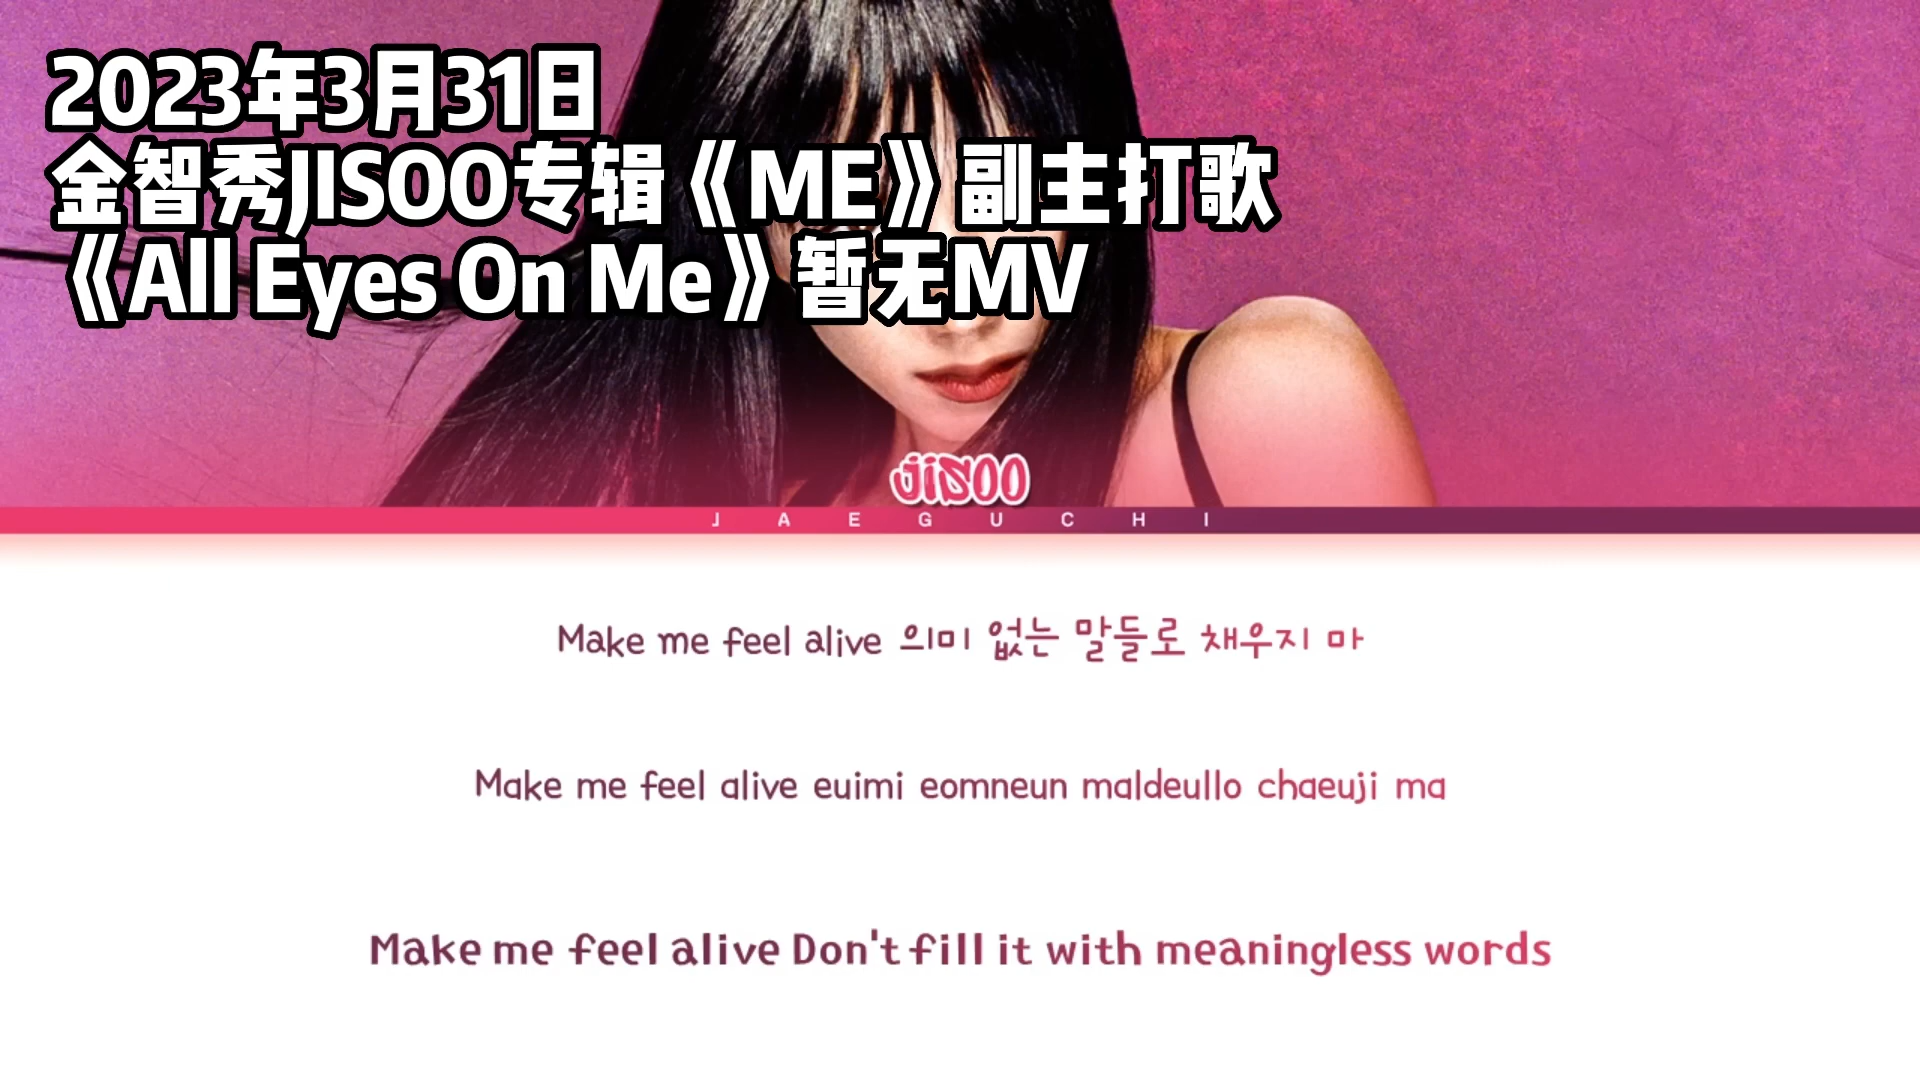 2023年3月31日
金智秀JISOO专辑《ME》副主打歌
《All Eyes On Me》暂无MV
JISOO
JAEGUCHI
Make me feel alive 의미 없는 말들로 채우지 마
Make me feel alive euimi eomneun maldeullo chaeuji ma
Make me feel alive Don't fill it with meaningless words